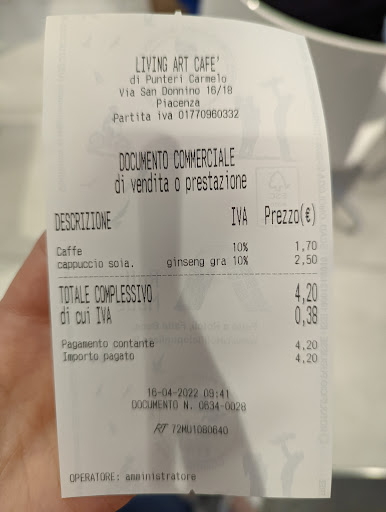 LIVING ART CAFE'
di Punteri Carmelo
Via San Donnino 16/18
Piacenza
Partita iva 01770960332
DOCUMENTO COMMERCIALE
di vendita o prestazione
DESCRIZIONE IVA Prezzo(€)
Caffe 10% 1,70
cappuccio soia. ginseng gra 10% 2,50
TOTALE COMPLESSIVO 4,20
di cui IVA 0,38
Pagamento contante 4,20
Importo pagato 4,20
16-04-2022 09:41
DOCUMENTO N. 0634-0028
RT 72MU1080640
OPERATORE: amministratore